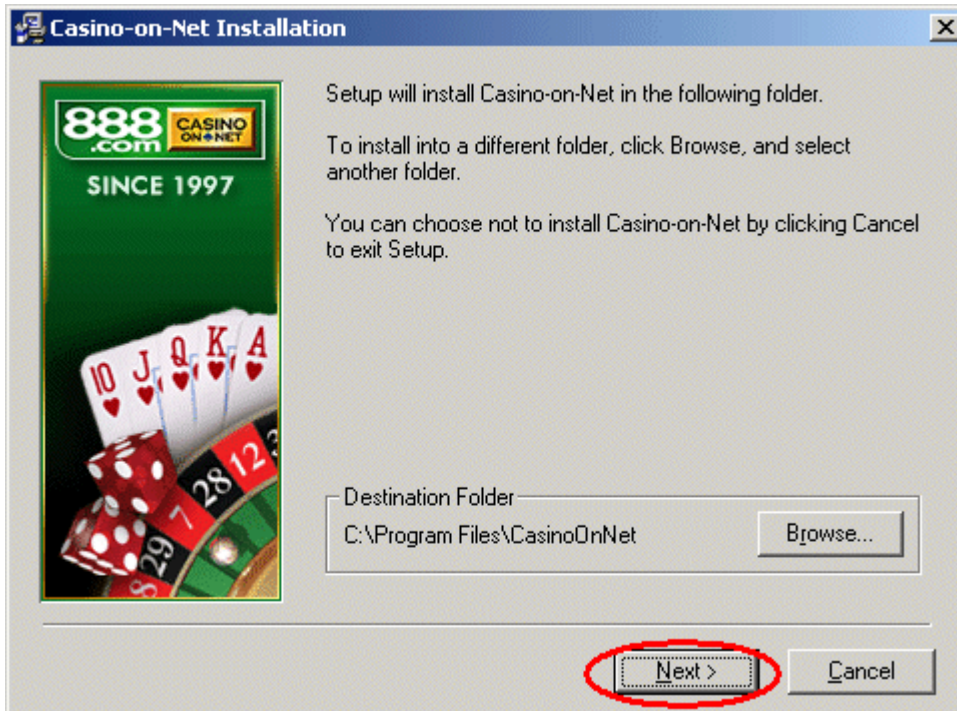 Casino-on-Net Installation
888
.com
CASINO
ON NET
SINCE 1997
10 J Q K A
29 7 28 12
8
Setup will install Casino-on-Net in the following folder.
To install into a different folder, click Browse, and select
another folder.
You can choose not to install Casino-on-Net by clicking Cancel
to exit Setup.
Destination Folder
C:\Program Files\CasinoOnNet
Browse...
Next >
Cancel